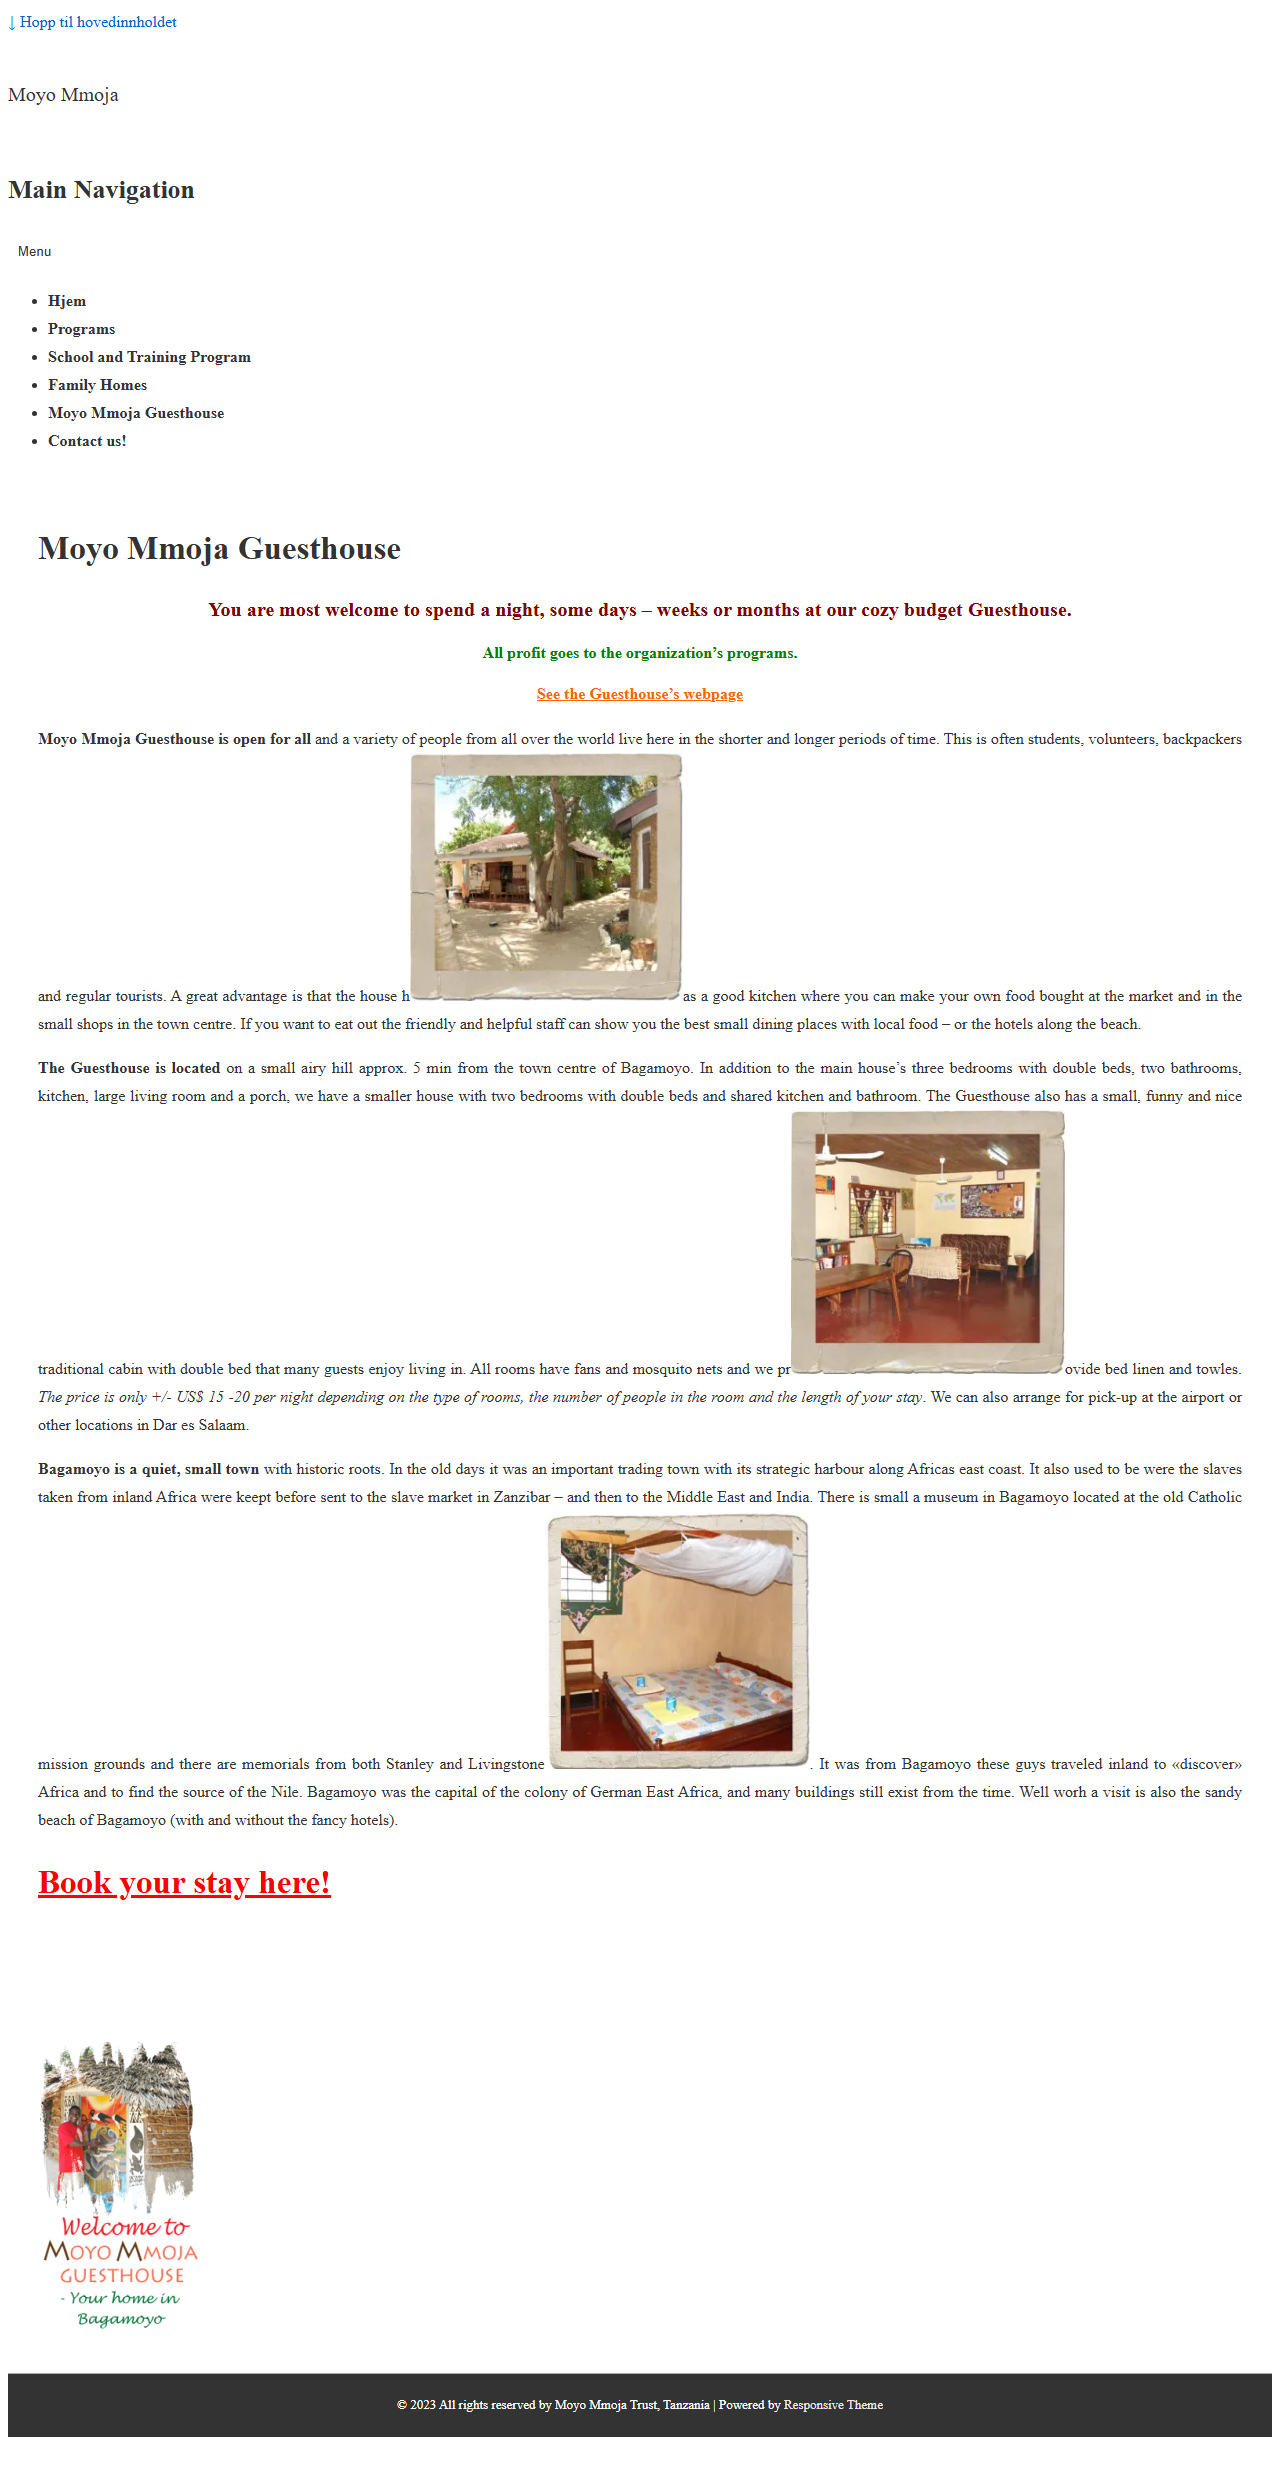 ↓ Hopp til hovedinnholdet
Moyo Mmoja
Main Navigation
Menu
Hjem
Programs
School and Training Program
Family Homes
Moyo Mmoja Guesthouse
Contact us!
Moyo Mmoja Guesthouse
You are most welcome to spend a night, some days – weeks or months at our cozy budget Guesthouse.
All profit goes to the organization’s programs.
See the Guesthouse’s webpage
Moyo Mmoja Guesthouse is open for all and a variety of people from all over the world live here in the shorter and longer periods of time. This is often students, volunteers, backpackers
and regular tourists. A great advantage is that the house has a good kitchen where you can make your own food bought at the market and in the
small shops in the town centre. If you want to eat out the friendly and helpful staff can show you the best small dining places with local food – or the hotels along the beach.
The Guesthouse is located on a small airy hill approx. 5 min from the town centre of Bagamoyo. In addition to the main house’s three bedrooms with double beds, two bathrooms,
kitchen, large living room and a porch, we have a smaller house with two bedrooms with double beds and shared kitchen and bathroom. The Guesthouse also has a small, funny and nice
traditional cabin with double bed that many guests enjoy living in. All rooms have fans and mosquito nets and we provide bed linen and towles.
The price is only +/- US$ 15 -20 per night depending on the type of rooms, the number of people in the room and the length of your stay. We can also arrange for pick-up at the airport or
other locations in Dar es Salaam.
Bagamoyo is a quiet, small town with historic roots. In the old days it was an important trading town with its strategic harbour along Africas east coast. It also used to be were the slaves
taken from inland Africa were keept before sent to the slave market in Zanzibar – and then to the Middle East and India. There is small a museum in Bagamoyo located at the old Catholic
mission grounds and there are memorials from both Stanley and Livingstone. It was from Bagamoyo these guys traveled inland to «discover»
Africa and to find the source of the Nile. Bagamoyo was the capital of the colony of German East Africa, and many buildings still exist from the time. Well worh a visit is also the sandy
beach of Bagamoyo (with and without the fancy hotels).
Book your stay here!
Welcome to
MOYO MMOJA
GUESTHOUSE
- Your home in
Bagamoyo
© 2023 All rights reserved by Moyo Mmoja Trust, Tanzania | Powered by Responsive Theme